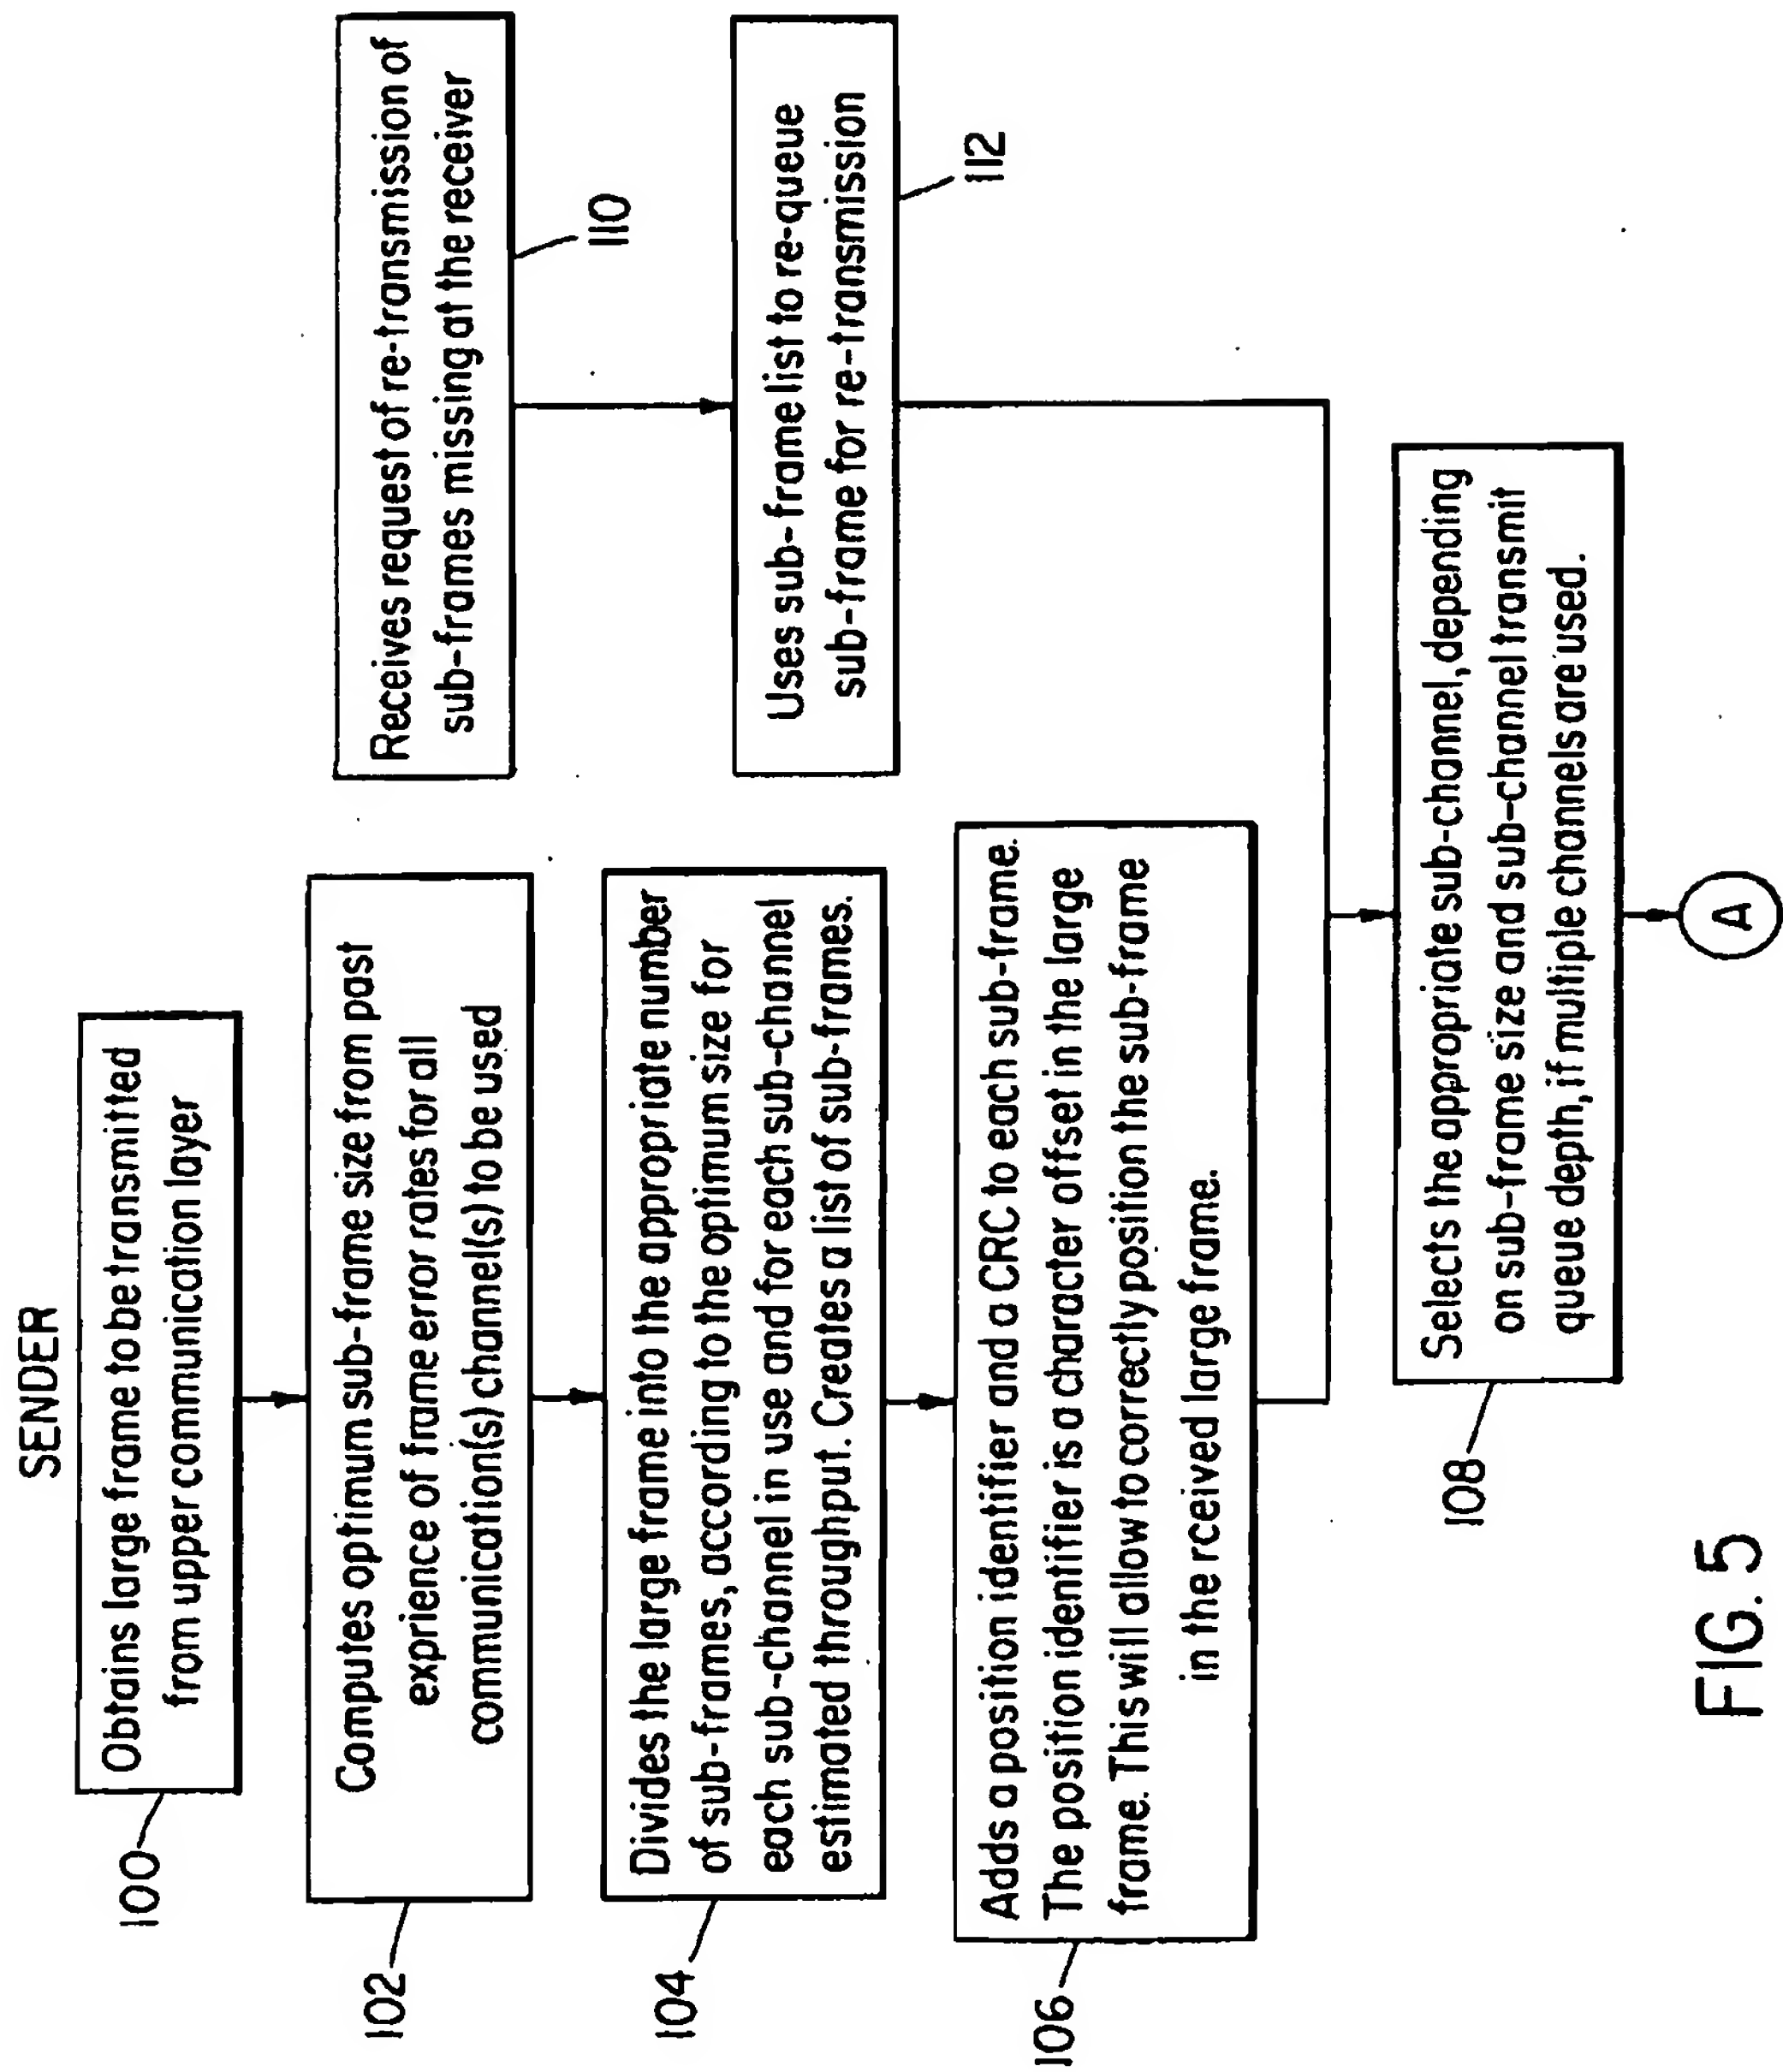 SENDER
Obtains large frame to be transmitted
from upper communication layer
100
Computes optimum sub-frame size from past
exprience of frame error rates for all
communication(s) channel(s) to be used
102
Divides the large frame into the appropriate number
of sub-frames, according to the optimum size for
each sub-channel in use and for each sub-channel
estimated throughput. Creates a list of sub-frames.
104
Adds a position identifier and a CRC to each sub-frame.
The position identifier is a character offset in the large
frame. This will allow to correctly position the sub-frame
in the received large frame.
106
Receives request of re-transmission of
sub-frames missing at the receiver
110
Uses sub-frame list to re-queue
sub-frame for re-transmission
112
Selects the appropriate sub-channel, depending
on sub-frame size and sub-channel transmit
queue depth, if multiple channels are used.
108
A
FIG. 5